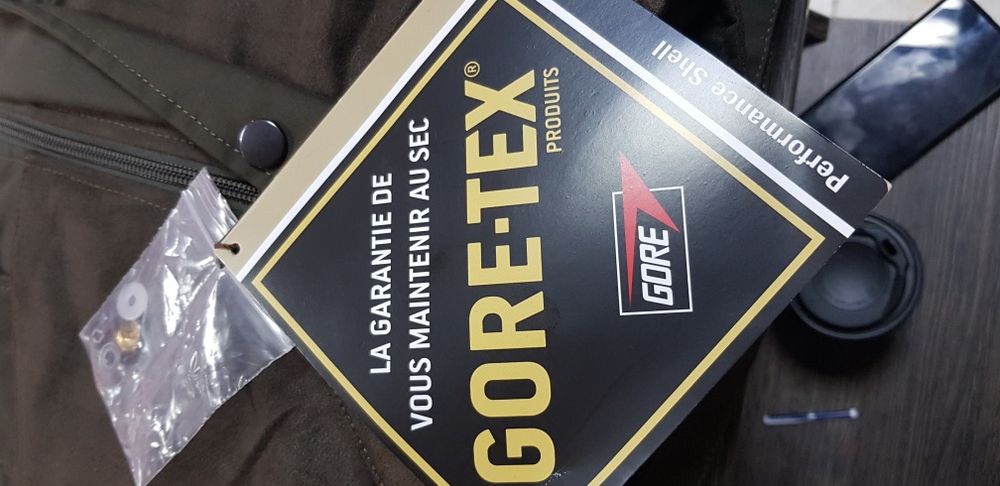 LA GARANTIE DE
VOUS MAINTENIR AU SEC
GORE-TEX®
PRODUITS
GORE
Performance Shell